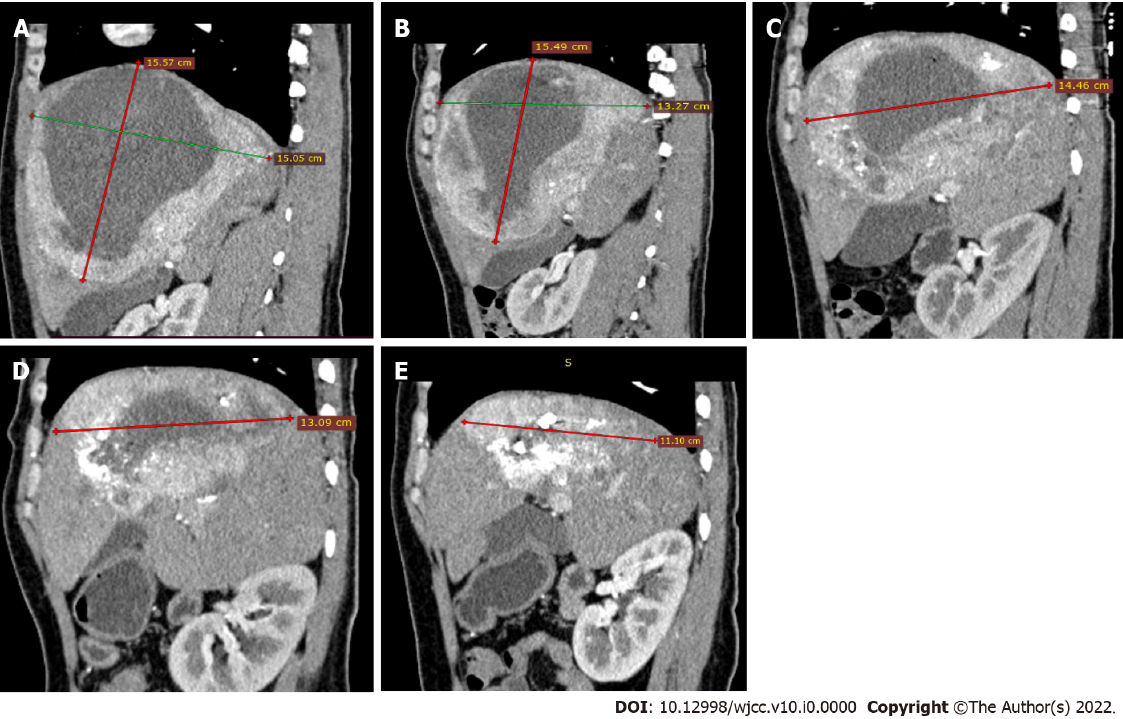 A
15.57 cm
15.05 cm
B
15.49 cm
13.27 cm
C
14.46 cm
D
13.09 cm
E
S
11.10 cm
DOI: 10.12998/wjcc.v10.i0.0000 Copyright ©The Author(s) 2022.